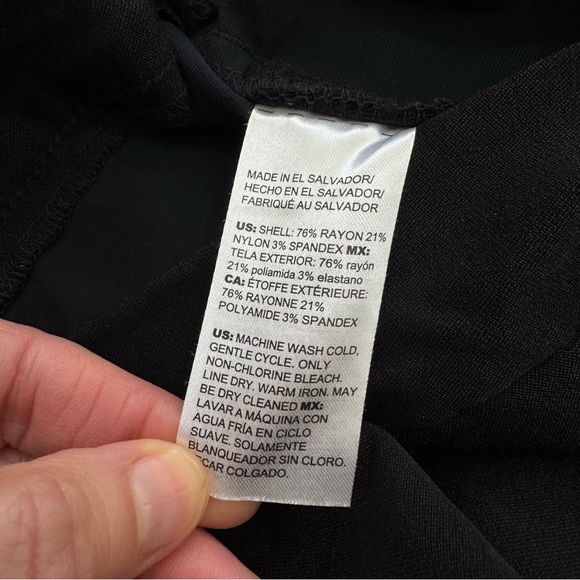 MADE IN EL SALVADOR/
HECHO EN EL SALVADOR/
FABRIQUÉ AU SALVADOR
US: SHELL: 76% RAYON 21%
NYLON 3% SPANDEX MX:
TELA EXTERIOR: 76% rayón
21% poliamida 3% elastano
CA: ÉTOFFE EXTÉRIEURE:
76% RAYONNE 21%
POLYAMIDE 3% SPANDEX
US: MACHINE WASH COLD,
GENTLE CYCLE. ONLY
NON-CHLORINE BLEACH.
LINE DRY. WARM IRON. MAY
BE DRY CLEANED MX:
LAVAR A MÁQUINA CON
AGUA FRÍA EN CICLO
SUAVE. SOLAMENTE
BLANQUEADOR SIN CLORO.
ECAR COLGADO.